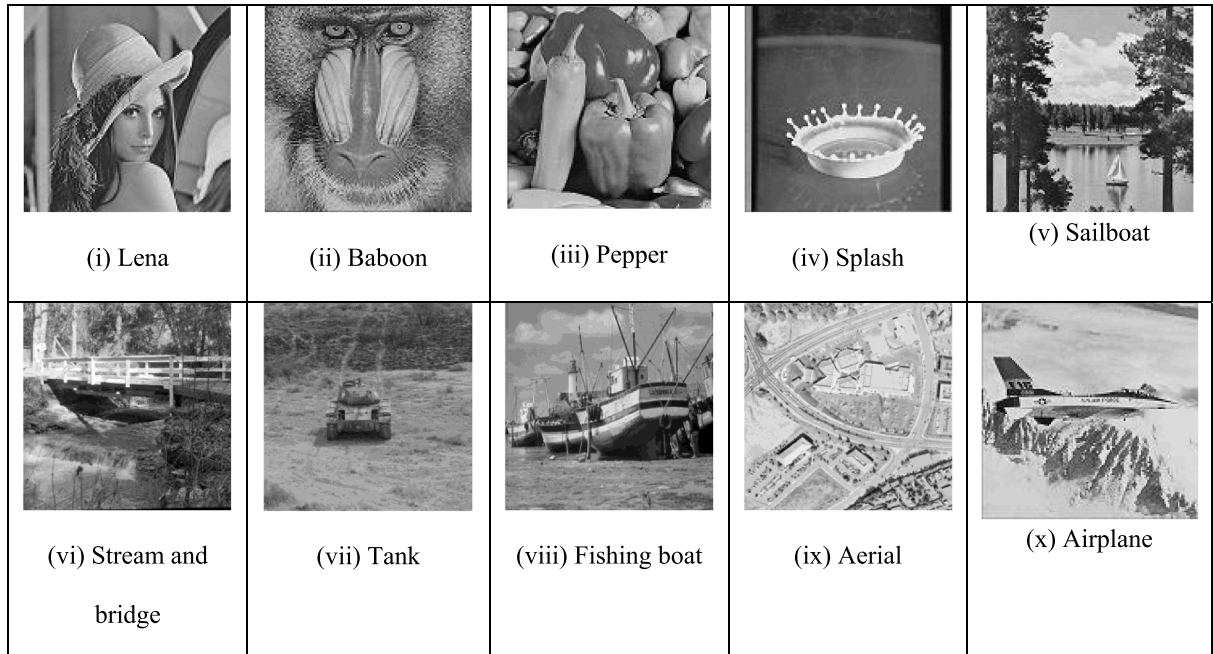 (i) Lena
(ii) Baboon
(iii) Pepper
(iv) Splash
(v) Sailboat
(vi) Stream and
bridge
(vii) Tank
(viii) Fishing boat
(ix) Aerial
(x) Airplane